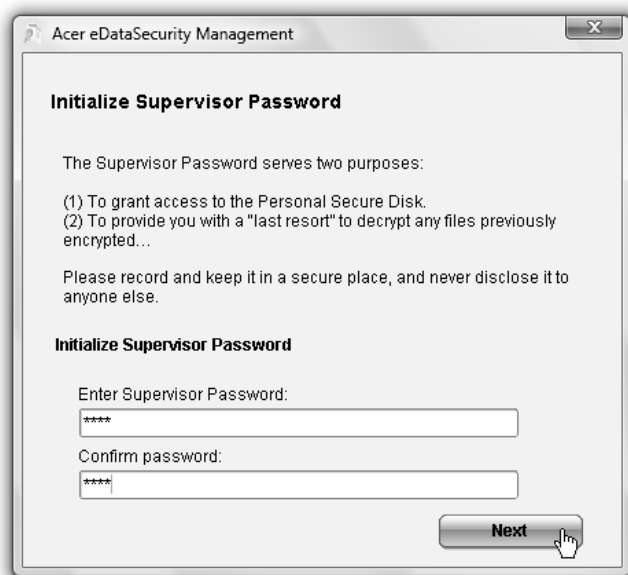 Acer eDataSecurity Management
Initialize Supervisor Password
The Supervisor Password serves two purposes:
(1) To grant access to the Personal Secure Disk.
(2) To provide you with a "last resort" to decrypt any files previously
encrypted...
Please record and keep it in a secure place, and never disclose it to
anyone else.
Initialize Supervisor Password
Enter Supervisor Password:
****
Confirm password:
****
Next